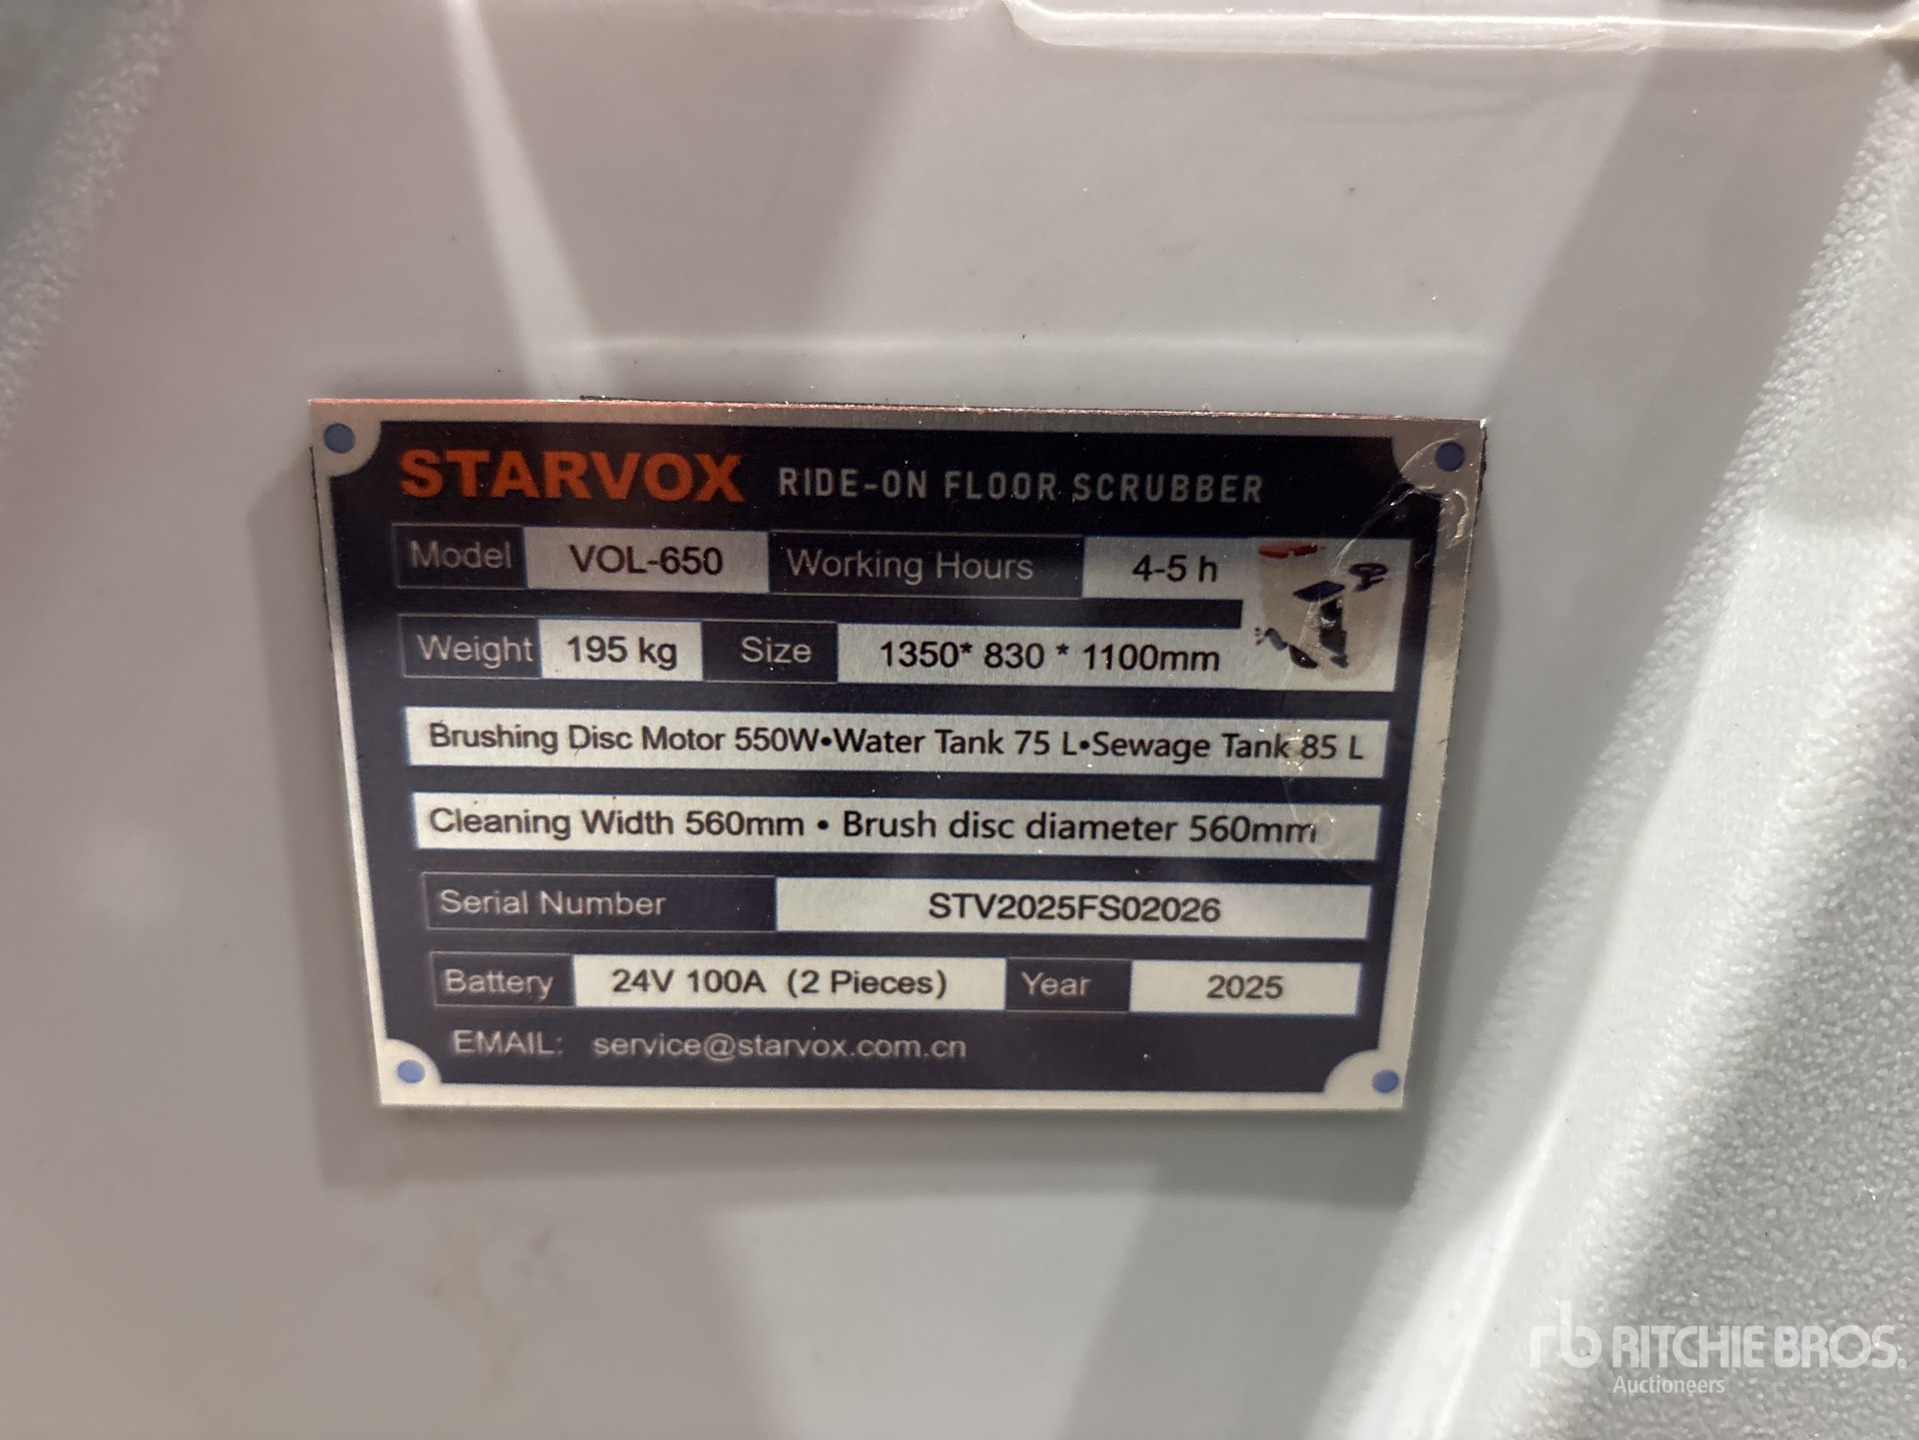 STARVOX RIDE-ON FLOOR SCRUBBER
Model VOL-650 Working Hours 4-5 h
Weight 195 kg Size 1350* 830 * 1100mm
Brushing Disc Motor 550W•Water Tank 75 L•Sewage Tank 85 L
Cleaning Width 560mm • Brush disc diameter 560mm
Serial Number STV2025FS02026
Battery 24V 100A (2 Pieces) Year 2025
EMAIL: service@starvox.com.cn
rb RITCHIE BROS.
Auctioneers